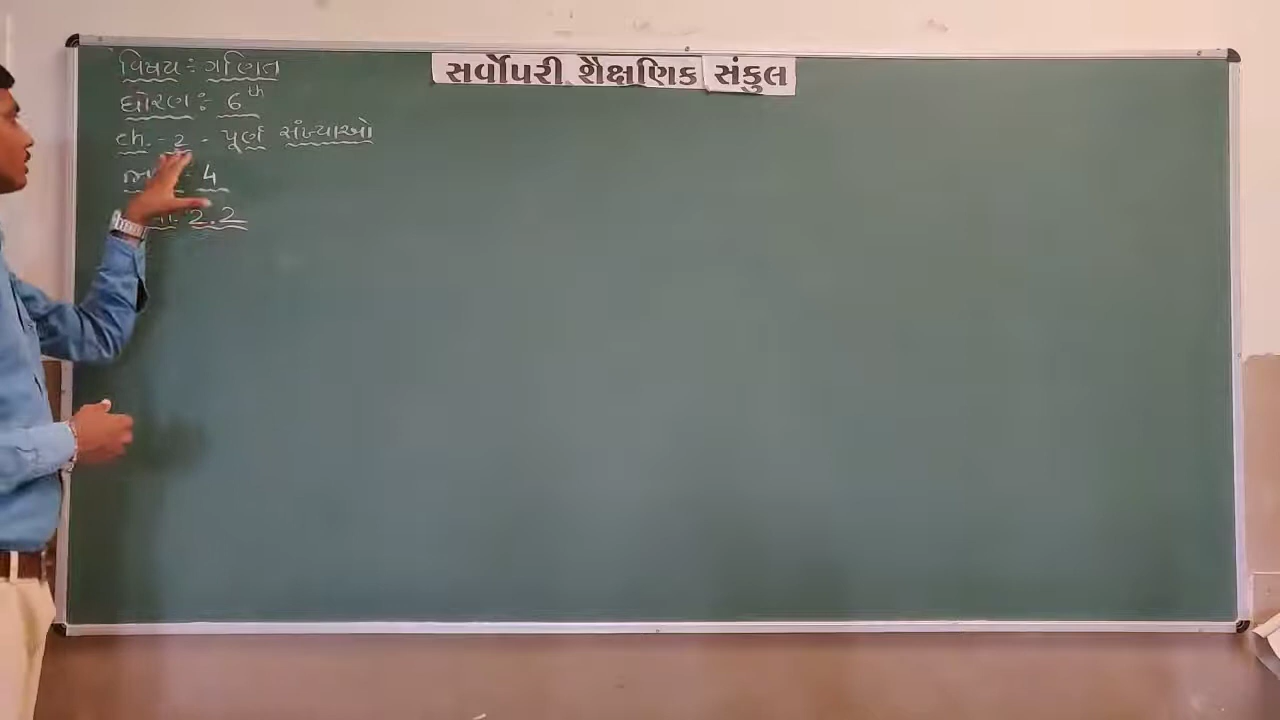 સર્વોપરી શૈક્ષણિક સંકુલ
વિષય : ગણિત
ધોરણ : 6th
ch. - 2 - પૂર્ણ સંખ્યાઓ
4
2.2